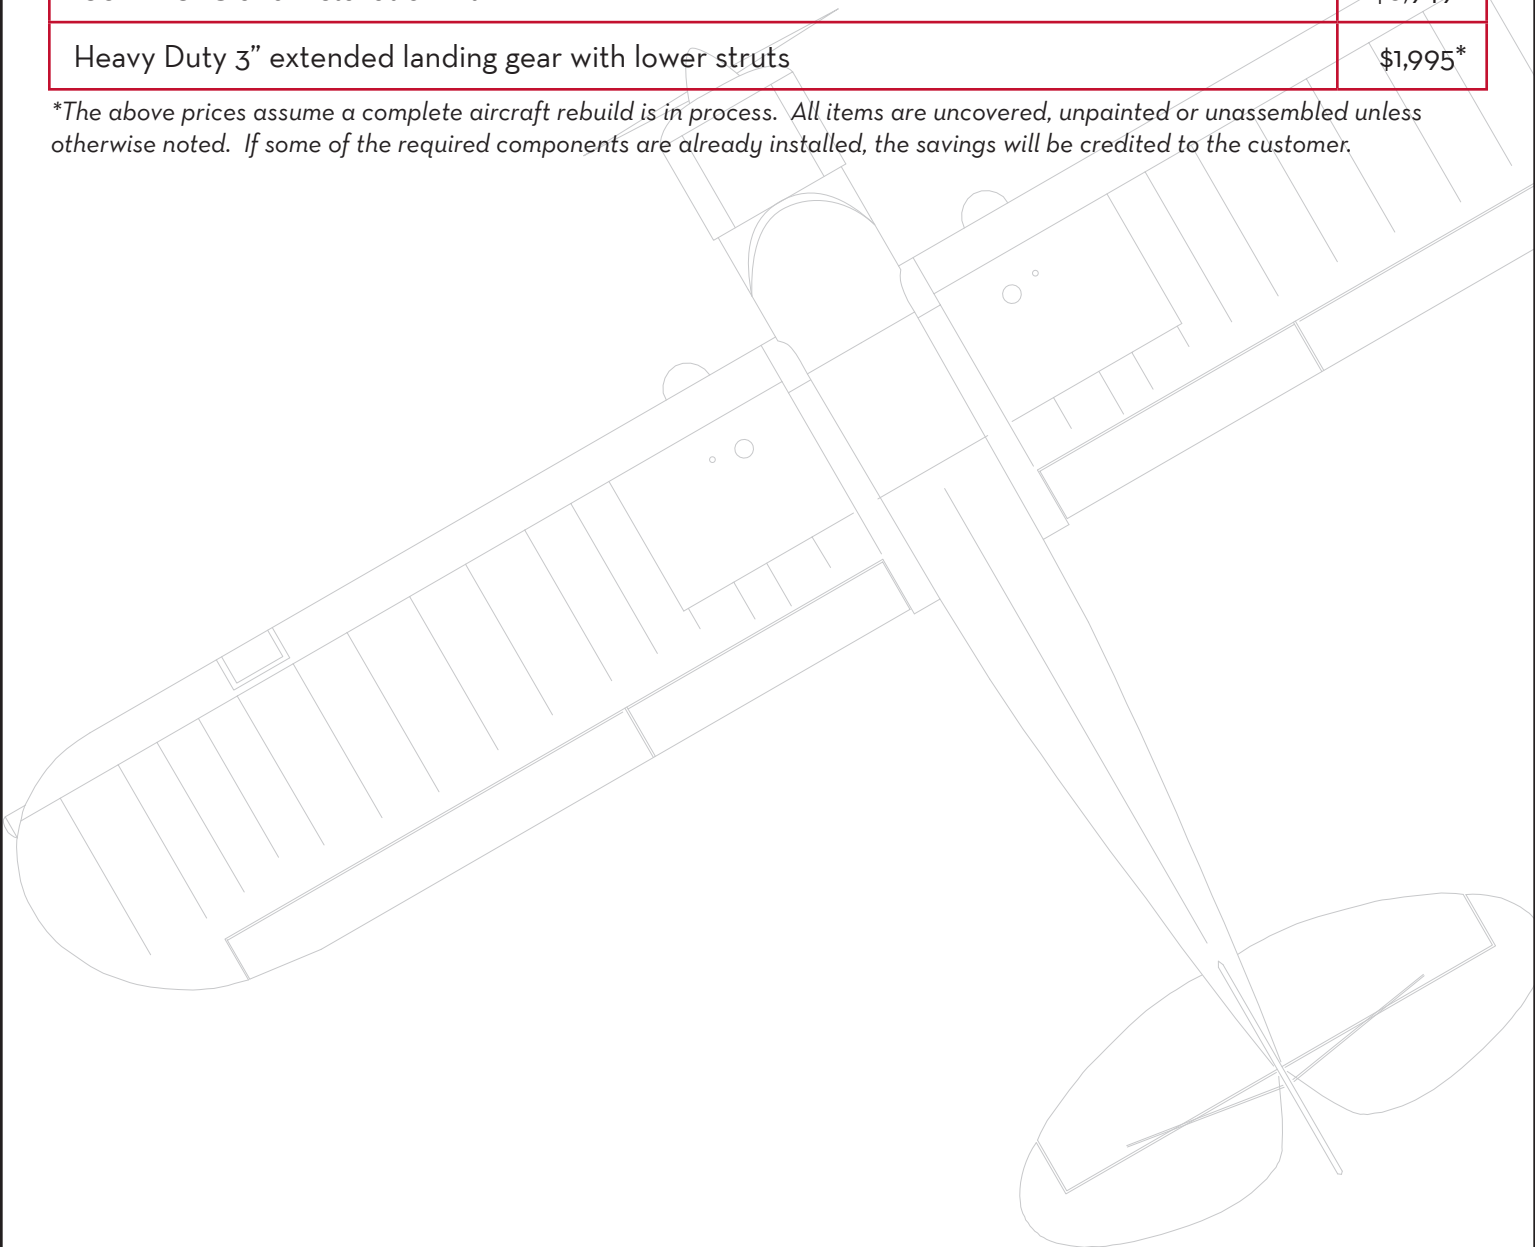 Heavy Duty 3” extended landing gear with lower struts $1,995*
*The above prices assume a complete aircraft rebuild is in process.  All items are uncovered, unpainted or unassembled unless
otherwise noted.  If some of the required components are already installed, the savings will be credited to the customer.